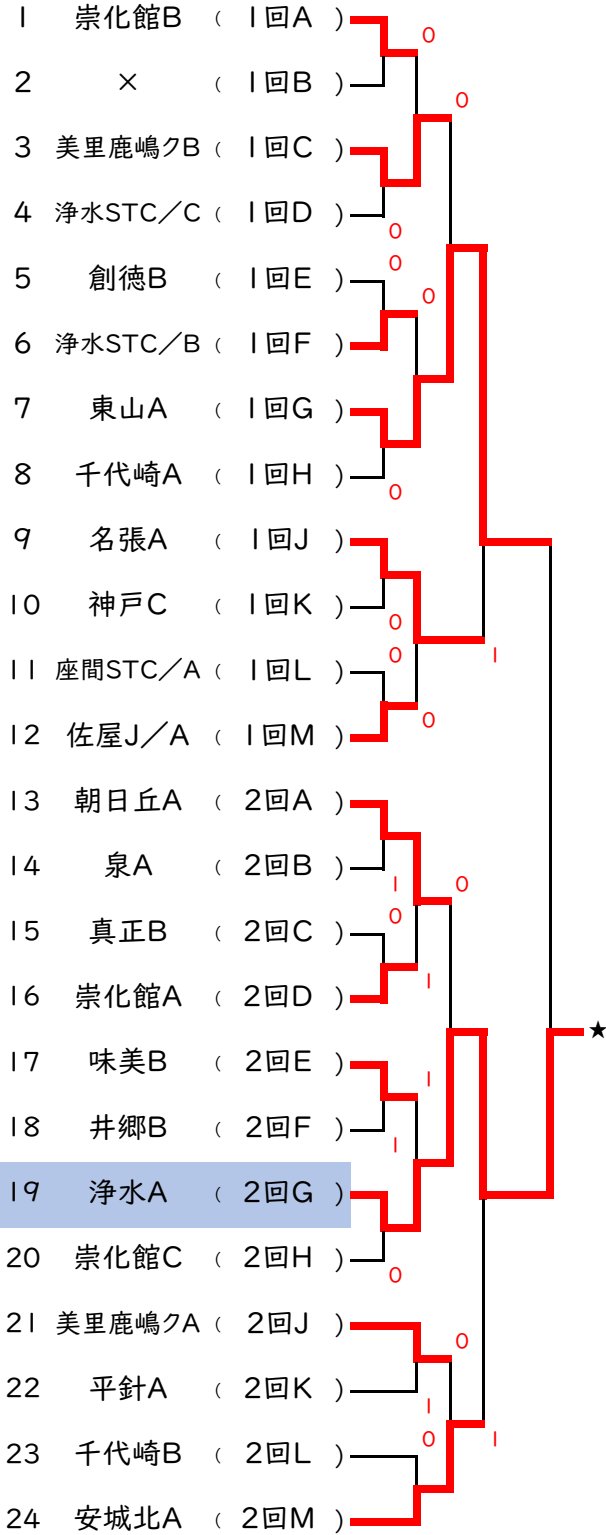 1 崇化館B ( 1回A )
0
2 × ( 1回B )
0
3 美里鹿嶋クB ( 1回C )
4 浄水STC／C ( 1回D )
0
0
5 創徳B ( 1回E )
0
6 浄水STC／B ( 1回F )
7 東山A ( 1回G )
8 千代崎A ( 1回H )
0
9 名張A ( 1回J )
10 神戸C ( 1回K )
0
0
1
11 座間STC／A ( 1回L )
0
12 佐屋J／A ( 1回M )
13 朝日丘A ( 2回A )
14 泉A ( 2回B )
1
0
0
15 真正B ( 2回C )
1
16 崇化館A ( 2回D )
★
17 味美B ( 2回E )
1
18 井郷B ( 2回F )
1
19 浄水A ( 2回G )
20 崇化館C ( 2回H )
0
21 美里鹿嶋クA ( 2回J )
0
22 平針A ( 2回K )
1
0
1
23 千代崎B ( 2回L )
24 安城北A ( 2回M )